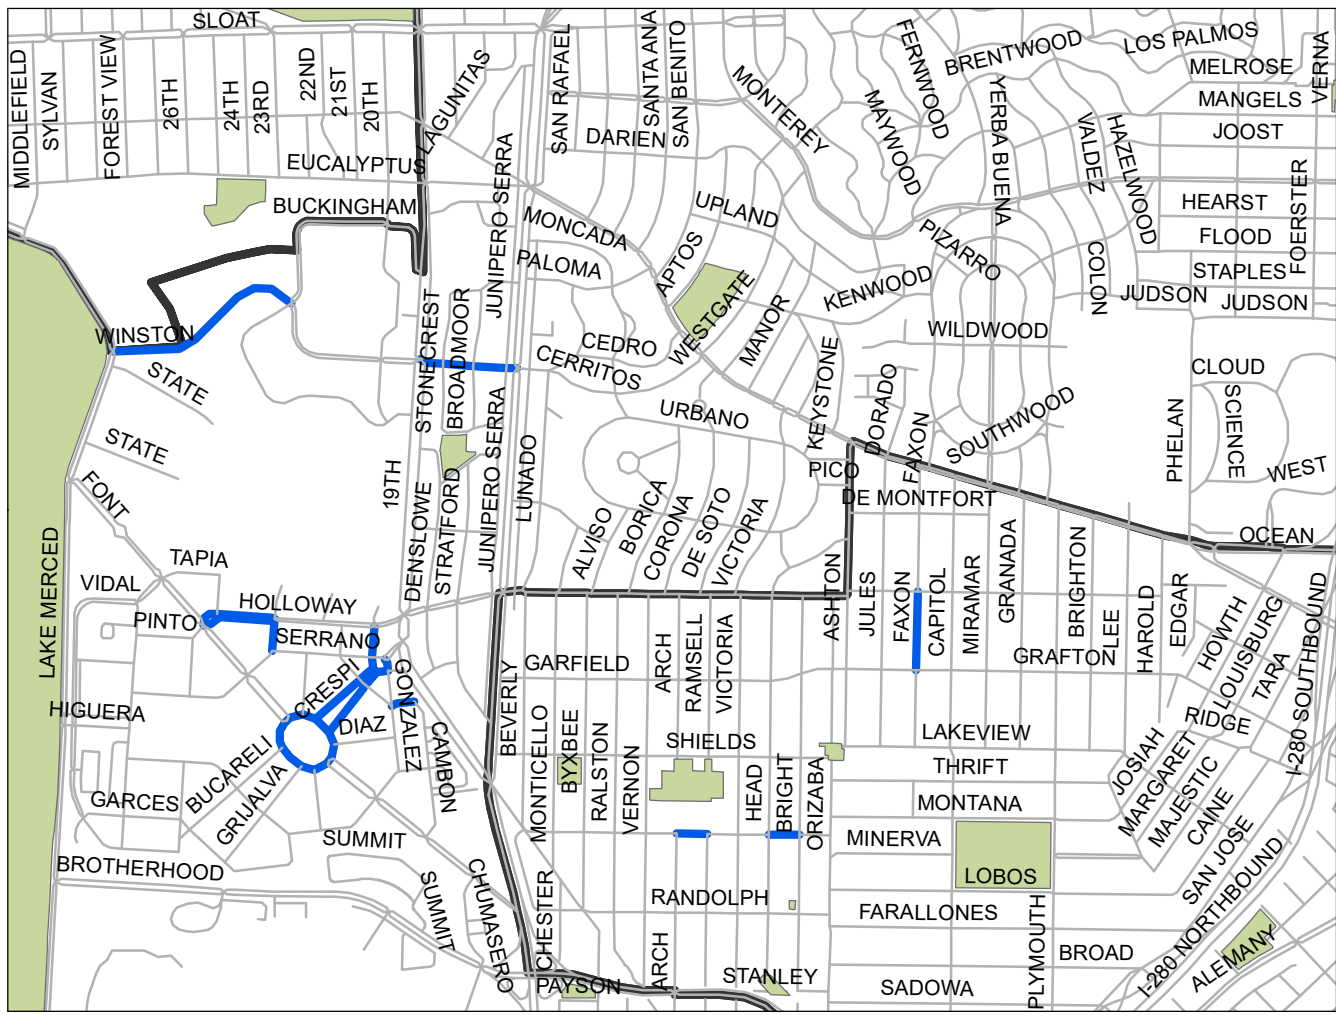 SLOAT
MIDDLEFIELD
SYLVAN
FOREST VIEW
26TH
24TH
23RD
22ND
21ST
20TH
LAGUNITAS
SAN RAFAEL
SANTAANA
SAN BENITO
DARIEN
MONTEREY
MAYWOOD
FERNWOOD
BRENTWOOD
LOS PALMOS
MELROSE
VERNA
MANGELS
JOOST
YERBA BUENA
VALDEZ
HAZELWOOD
EUCALYPTUS
BUCKINGHAM
JUNIPERO SERRA
MONCADA
PALOMA
UPLAND
APTOS
WESTGATE
MANOR
KENWOOD
PIZARRO
COLON
HEARST
FLOOD
FOERSTER
STAPLES
JUDSON
JUDSON
WINSTON
STATE
STATE
STONECREST
BROADMOOR
CEDRO
CERRITOS
URBANO
KEYSTONE
WILDWOOD
DORADO
FAXON
SOUTHWOOD
CLOUD
SCIENCE
PHELAN
WEST
OCEAN
PICO
DE MONTFORT
FONT
19TH
JUNIPERO SERRA
LUNADO
DENSLOWE
STRATFORD
ALVISO
BORICA
CORONA
DE SOTO
VICTORIA
ASHTON
JULES
FAXON
CAPITOL
MIRAMAR
GRANADA
BRIGHTON
LEE
HAROLD
EDGAR
HOWTH
LOUISBURG
TARA
I-280 SOUTHBOUND
LAKE MERCED
TAPIA
VIDAL
PINTO
HOLLOWAY
SERRANO
CRESPI
GONZALEZ
DIAZ
CAMBON
HIGUERA
BUCARELI
GRIJALVA
GARCES
SUMMIT
BROTHERHOOD
SUMMIT
CHUMASERO
BEVERLY
GARFIELD
ARCH
RAMSELL
VICTORIA
GRAFTON
MONTICELLO
BYXBEE
RALSTON
VERNON
SHIELDS
HEAD
BRIGHT
ORIZABA
LAKEVIEW
THRIFT
MONTANA
MINERVA
LOBOS
RIDGE
JOSIAH
MARGARET
MAJESTIC
CAINE
SAN JOSE
I-280 NORTHBOUND
ALEMANY
CHESTER
RANDOLPH
ARCH
PAYSON
STANLEY
FARALLONES
PLYMOUTH
BROAD
SADOWA